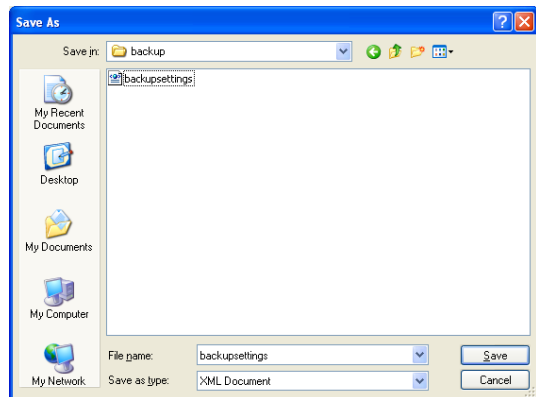 Save As
Save in: backup
backupsettings
My Recent
Documents
Desktop
My Documents
My Computer
My Network
File name: backupsettings Save
Save as type: XML Document Cancel